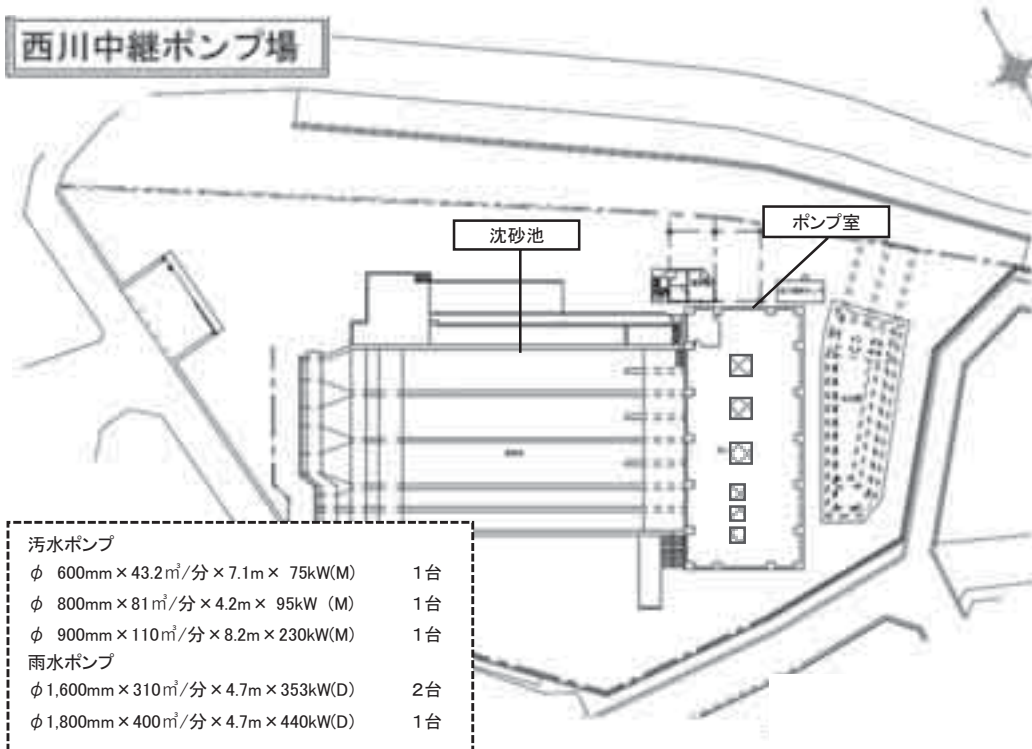 西川中継ポンプ場
沈砂池
ポンプ室
汚水ポンプ
φ 600mm×43.2㎥/分×7.1m× 75kW(M) 1台
φ 800mm×81㎥/分×4.2m× 95kW (M) 1台
φ 900mm×110㎥/分×8.2m×230kW(M) 1台
雨水ポンプ
φ1,600mm×310㎥/分×4.7m×353kW(D) 2台
φ1,800mm×400㎥/分×4.7m×440kW(D) 1台